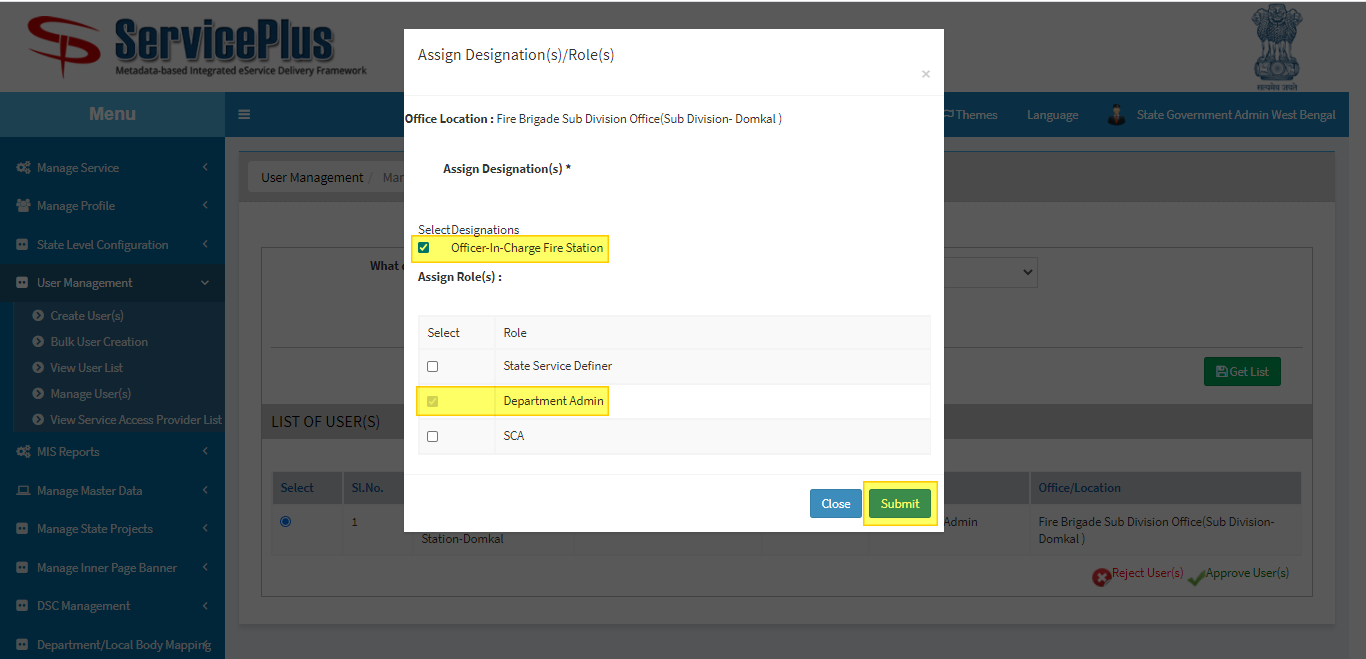 ServicePlus
Metadata-based Integrated eService Delivery Framework
सत्यमेव जयते
Menu
Themes
Language
State Government Admin West Bengal
Manage Service
Manage Profile
State Level Configuration
User Management
Create User(s)
Bulk User Creation
View User List
Manage User(s)
View Service Access Provider List
MIS Reports
Manage Master Data
Manage State Projects
Manage Inner Page Banner
DSC Management
Department/Local Body Mapping
User Management / Mar
What
Get List
LIST OF USER(S)
Select Sl.No. Office/Location
1 Admin Fire Brigade Sub Division Office(Sub Division-
Station-Domkal Domkal )
Reject User(s) Approve User(s)
Assign Designation(s)/Role(s)
×
Office Location : Fire Brigade Sub Division Office(Sub Division- Domkal )
Assign Designation(s) *
SelectDesignations
Officer-In-Charge Fire Station
Assign Role(s) :
Select Role
State Service Definer
Department Admin
SCA
Close Submit